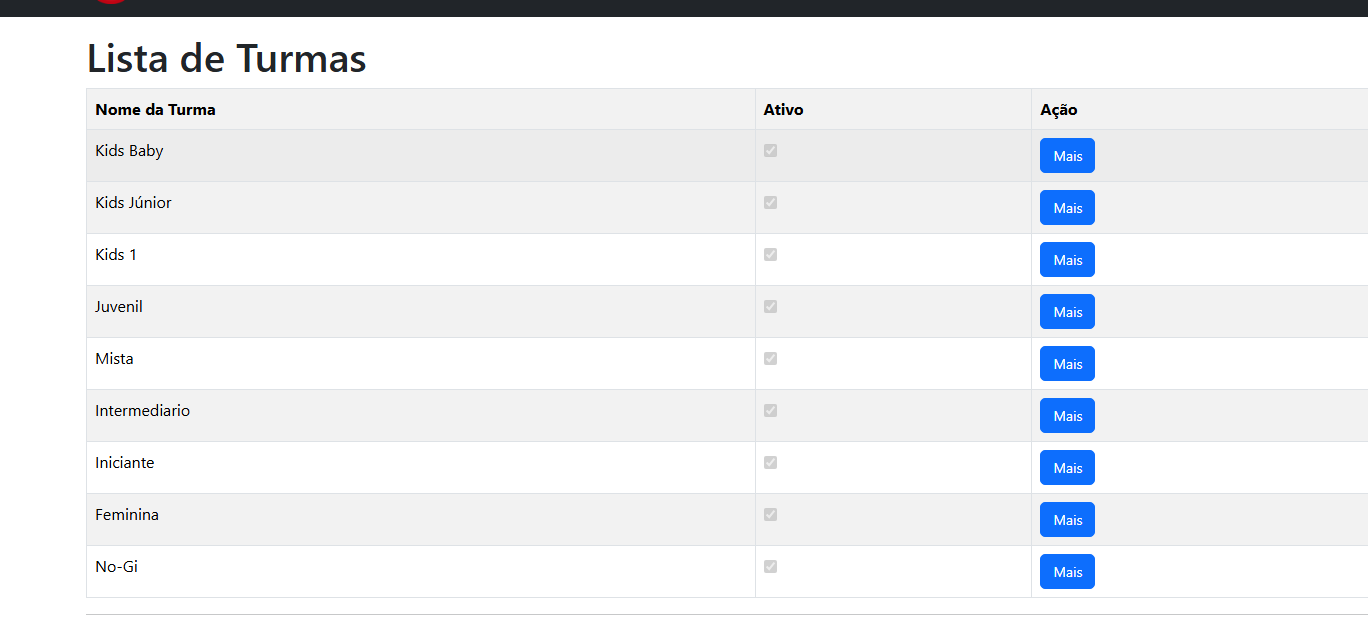 Lista de Turmas
Nome da Turma Ativo Ação
Kids Baby Mais
Kids Júnior Mais
Kids 1 Mais
Juvenil Mais
Mista Mais
Intermediario Mais
Iniciante Mais
Feminina Mais
No-Gi Mais